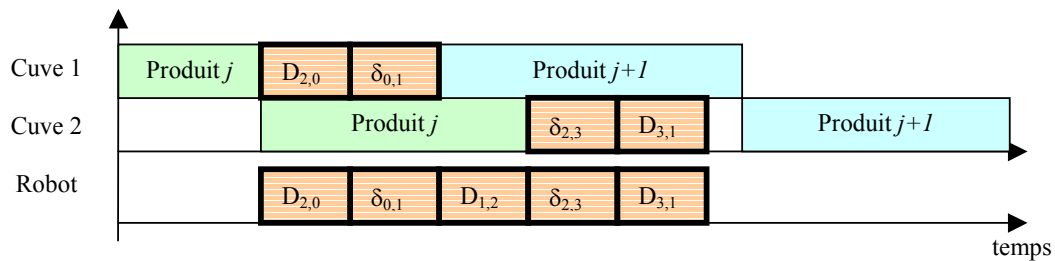 Cuve 1 Produit j D₂,₀ δ₀,₁ Produit j+1
Cuve 2 Produit j δ₂,₃ D₃,₁ Produit j+1
Robot D₂,₀ δ₀,₁ D₁,₂ δ₂,₃ D₃,₁
temps